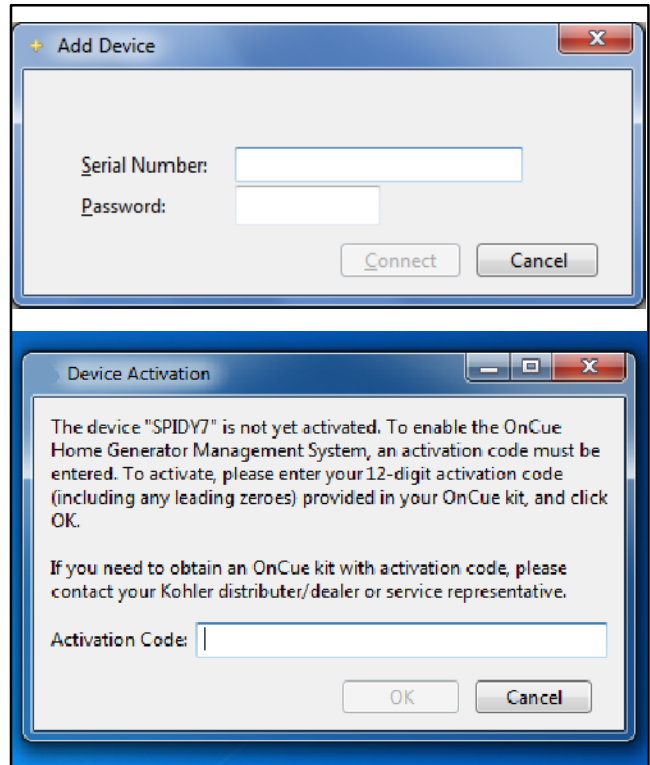 Add Device
Serial Number:
Password:
Connect
Cancel
Device Activation
The device "SPIDY7" is not yet activated. To enable the OnCue
Home Generator Management System, an activation code must be
entered. To activate, please enter your 12-digit activation code
(including any leading zeroes) provided in your OnCue kit, and click
OK.
If you need to obtain an OnCue kit with activation code, please
contact your Kohler distributer/dealer or service representative.
Activation Code:
OK
Cancel